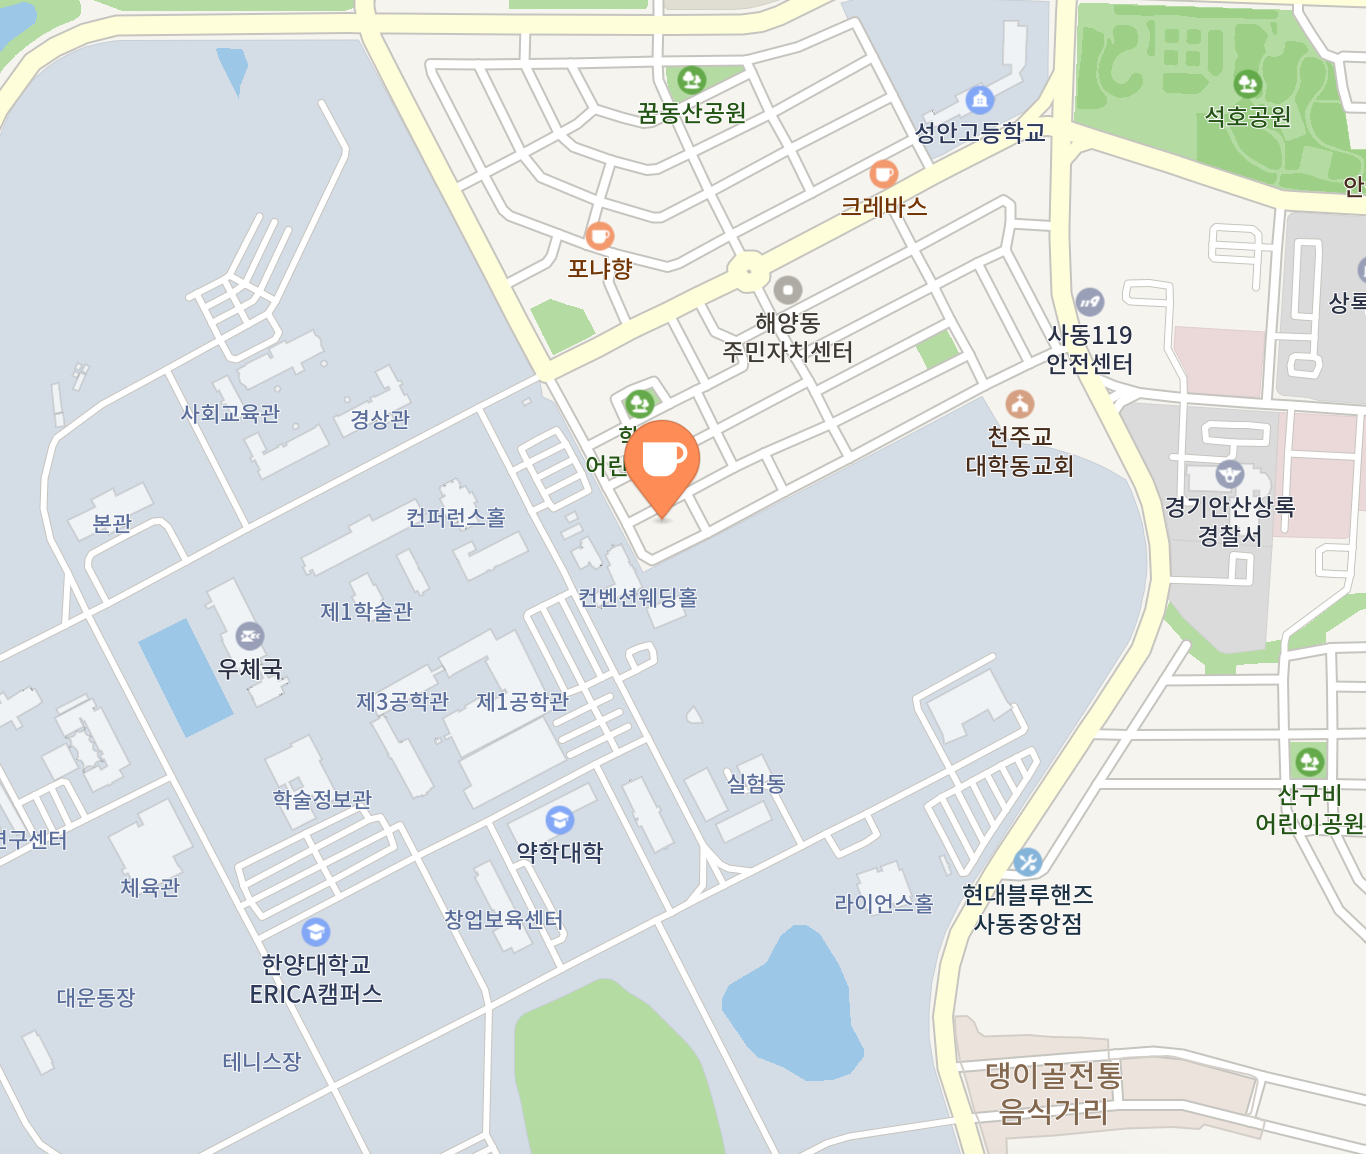 꿈동산공원
성안고등학교
석호공원
안
크레바스
포냐향
해양동
주민자치센터
사동119
안전센터
상록
사회교육관
경상관
어린
천주교
대학동교회
본관
컨퍼런스홀
경기안산상록
경찰서
제1학술관
컨벤션웨딩홀
우체국
제3공학관
제1공학관
학술정보관
실험동
산구비
어린이공원
연구센터
약학대학
체육관
창업보육센터
라이언스홀
현대블루핸즈
사동중앙점
한양대학교
ERICA캠퍼스
대운동장
테니스장
댕이골전통
음식거리